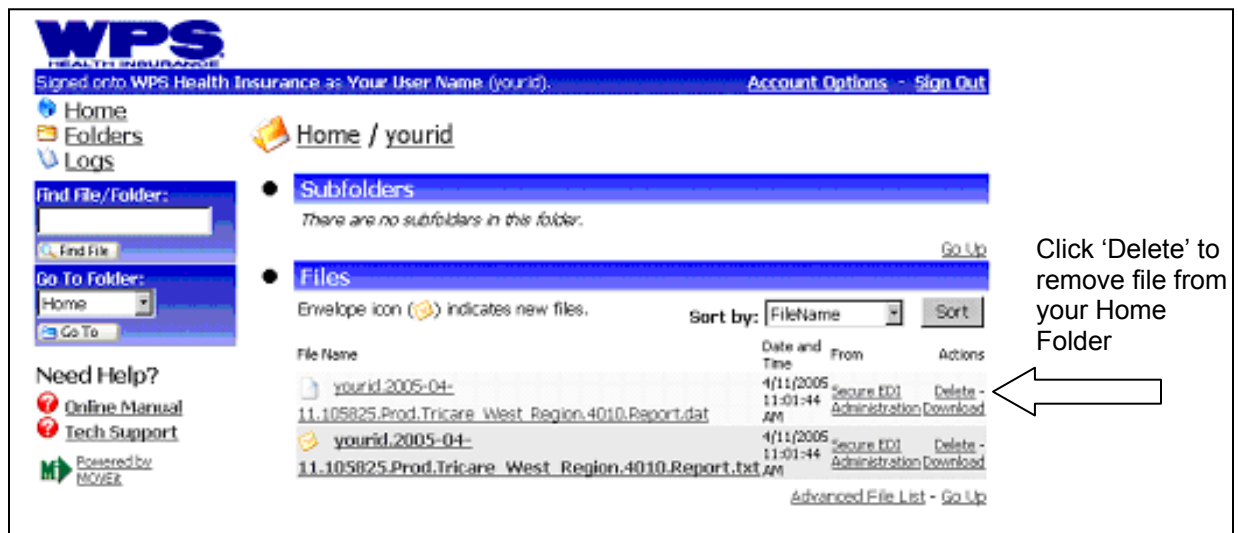 WPS
HEALTH INSURANCE
Signed onto WPS Health Insurance as Your User Name (yourid).
Account Options - Sign Out
Home
Folders
Logs
Find File/Folder:
Find File
Go To Folder:
Home
Go To
Need Help?
Online Manual
Tech Support
Powered by
MOVEit
Home / yourid
Subfolders
There are no subfolders in this folder.
Go Up
Files
Envelope icon ( ) indicates new files.
Sort by: FileName Sort
File Name Date and Time From Actions
yourid.2005-04-
11.105825.Prod.Tricare_West_Region.4010.Report.dat
4/11/2005
11:01:44
AM
Secure EDI
Administration
Delete -
Download
yourid.2005-04-
11.105825.Prod.Tricare_West_Region.4010.Report.txt
4/11/2005
11:01:44
AM
Secure EDI
Administration
Delete -
Download
Advanced File List - Go Up
Click ‘Delete’ to
remove file from
your Home
Folder